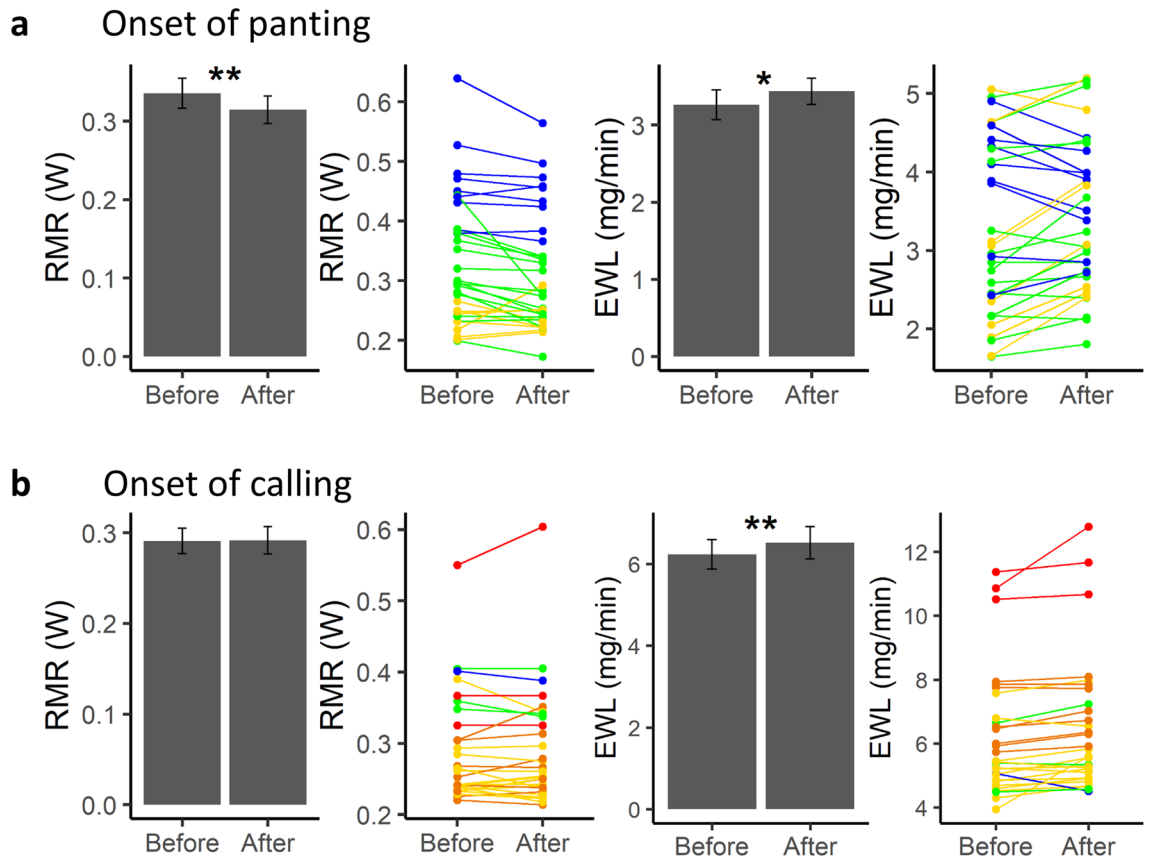 a Onset of panting
RMR (W)
0.3
0.2
0.1
0.0
**
Before After
RMR (W)
0.6
0.5
0.4
0.3
0.2
Before After
EWL (mg/min)
3
2
1
0
*
Before After
EWL (mg/min)
5
4
3
2
Before After
b Onset of calling
RMR (W)
0.3
0.2
0.1
0.0
Before After
RMR (W)
0.6
0.5
0.4
0.3
0.2
Before After
EWL (mg/min)
6
4
2
0
**
Before After
EWL (mg/min)
12
10
8
6
4
Before After